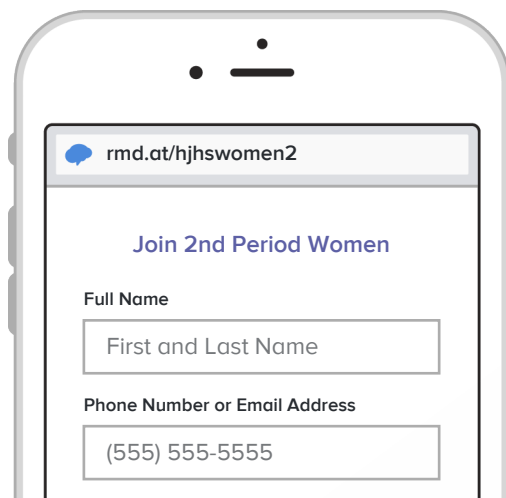 rmd.at/hjhswomen2
Join 2nd Period Women
Full Name
First and Last Name
Phone Number or Email Address
(555) 555-5555